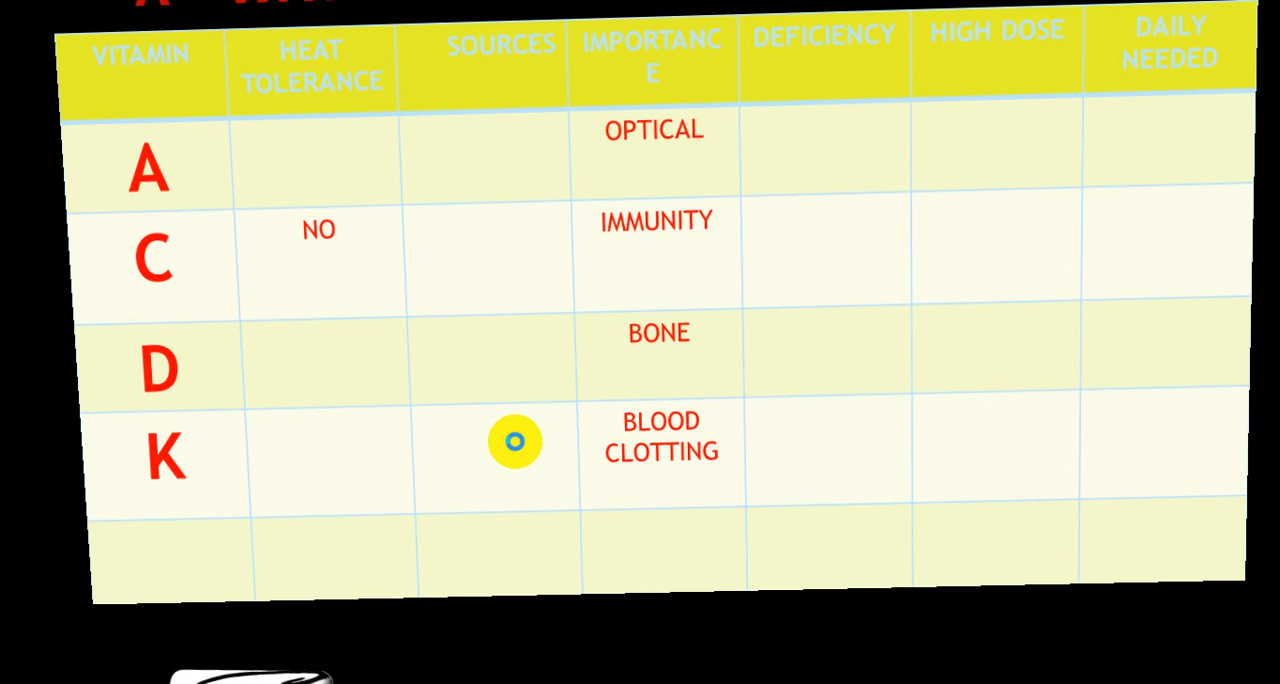 VITAMIN HEAT TOLERANCE SOURCES IMPORTANC
E DEFICIENCY HIGH DOSE DAILY NEEDED
A OPTICAL
C NO IMMUNITY
D BONE
K BLOOD CLOTTING